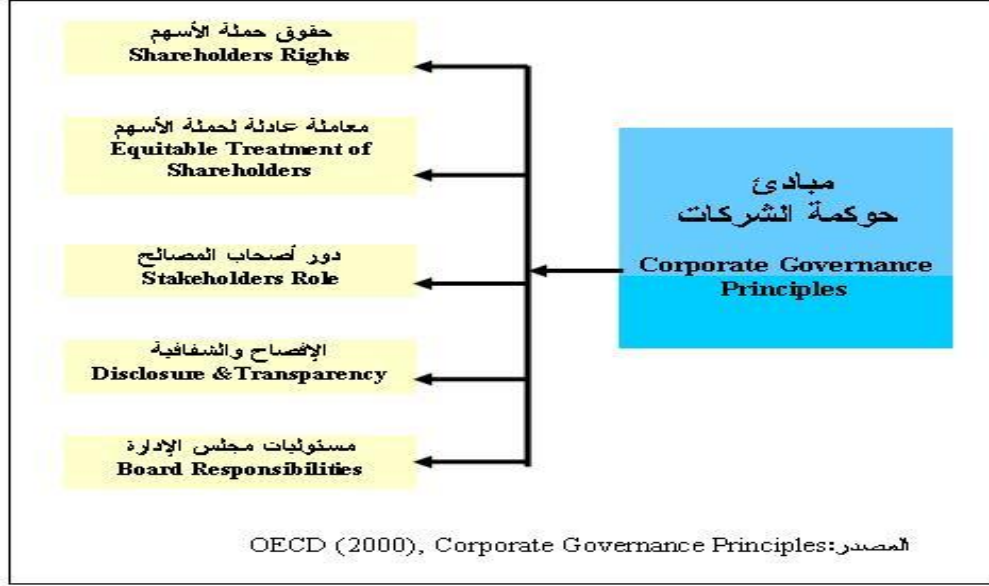 حقوق حملة الأسهم
Shareholders Rights
معاملة عادلة لحملة الأسهم
Equitable Treatment of
Shareholders
دور أصحاب المصالح
Stakeholders Role
الإفصاح والشفافية
Disclosure &Transparency
مسئوليات مجلس الإدارة
Board Responsibilities
مبادئ
حوكمة الشركات
Corporate Governance
Principles
المصدر:OECD (2000), Corporate Governance Principles